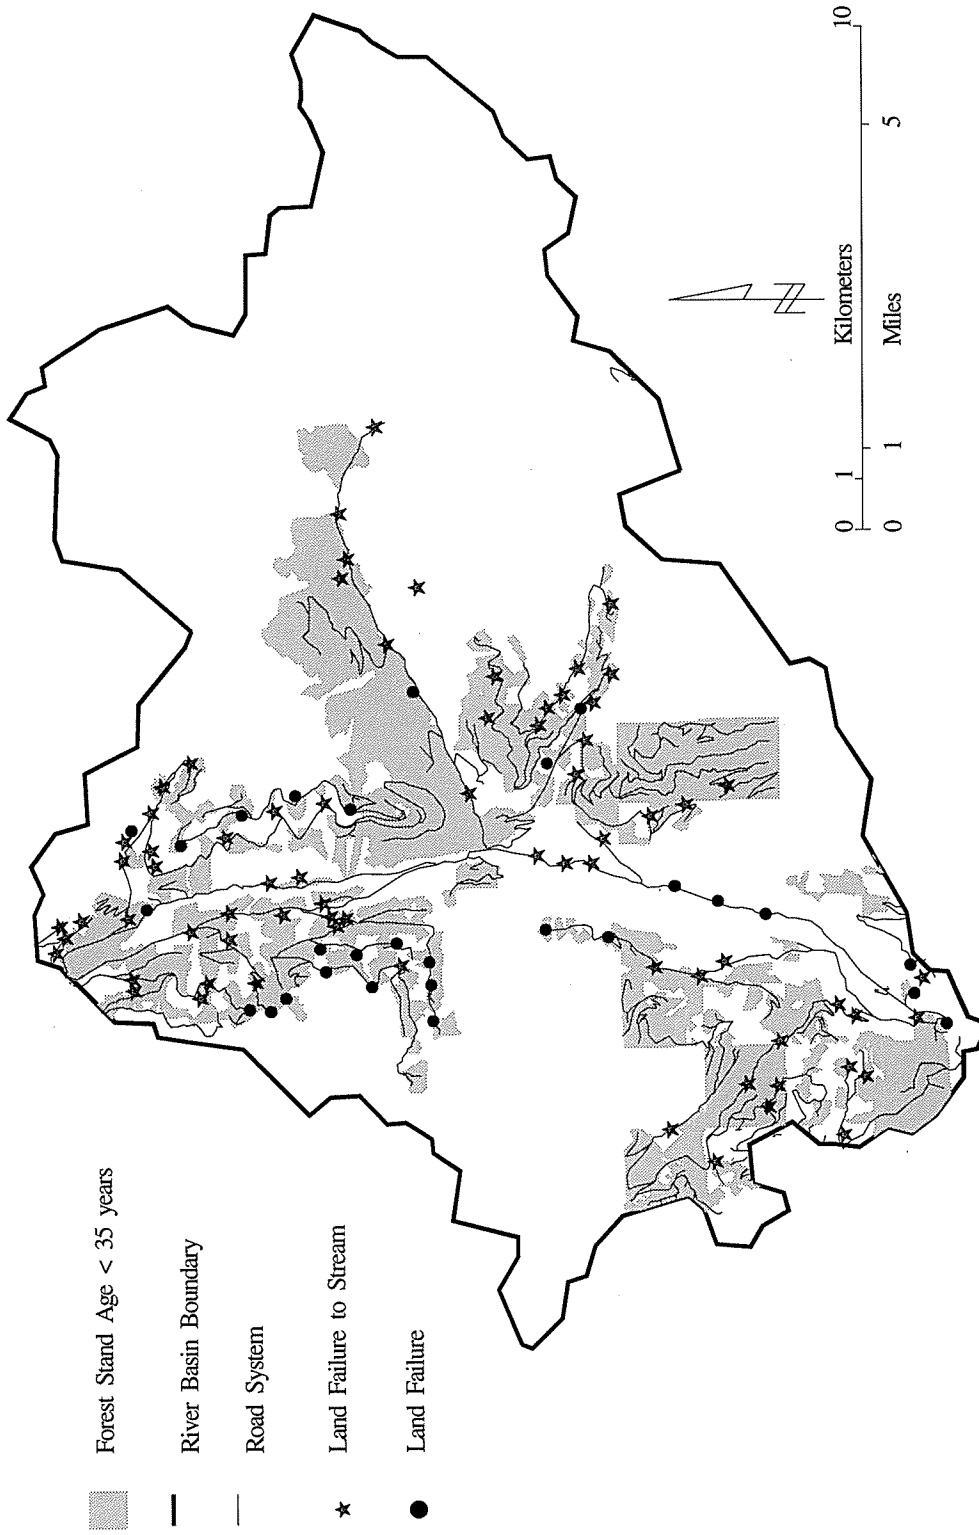 Forest Stand Age < 35 years
River Basin Boundary
Road System
Land Failure to Stream
Land Failure
N
0 1 10
Kilometers
0 1 5
Miles